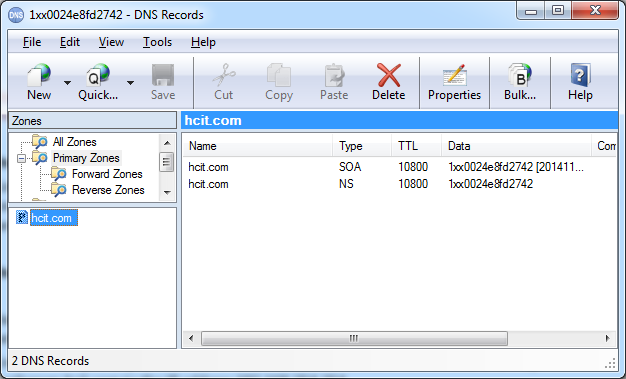 DNS 1xx0024e8fd2742 - DNS Records
File Edit View Tools Help
New Quick... Save Cut Copy Paste Delete Properties Bulk... Help
Zones
All Zones
Primary Zones
Forward Zones
Reverse Zones
hcit.com
hcit.com
Name Type TTL Data Com
hcit.com SOA 10800 1xx0024e8fd2742 [201411...
hcit.com NS 10800 1xx0024e8fd2742
2 DNS Records